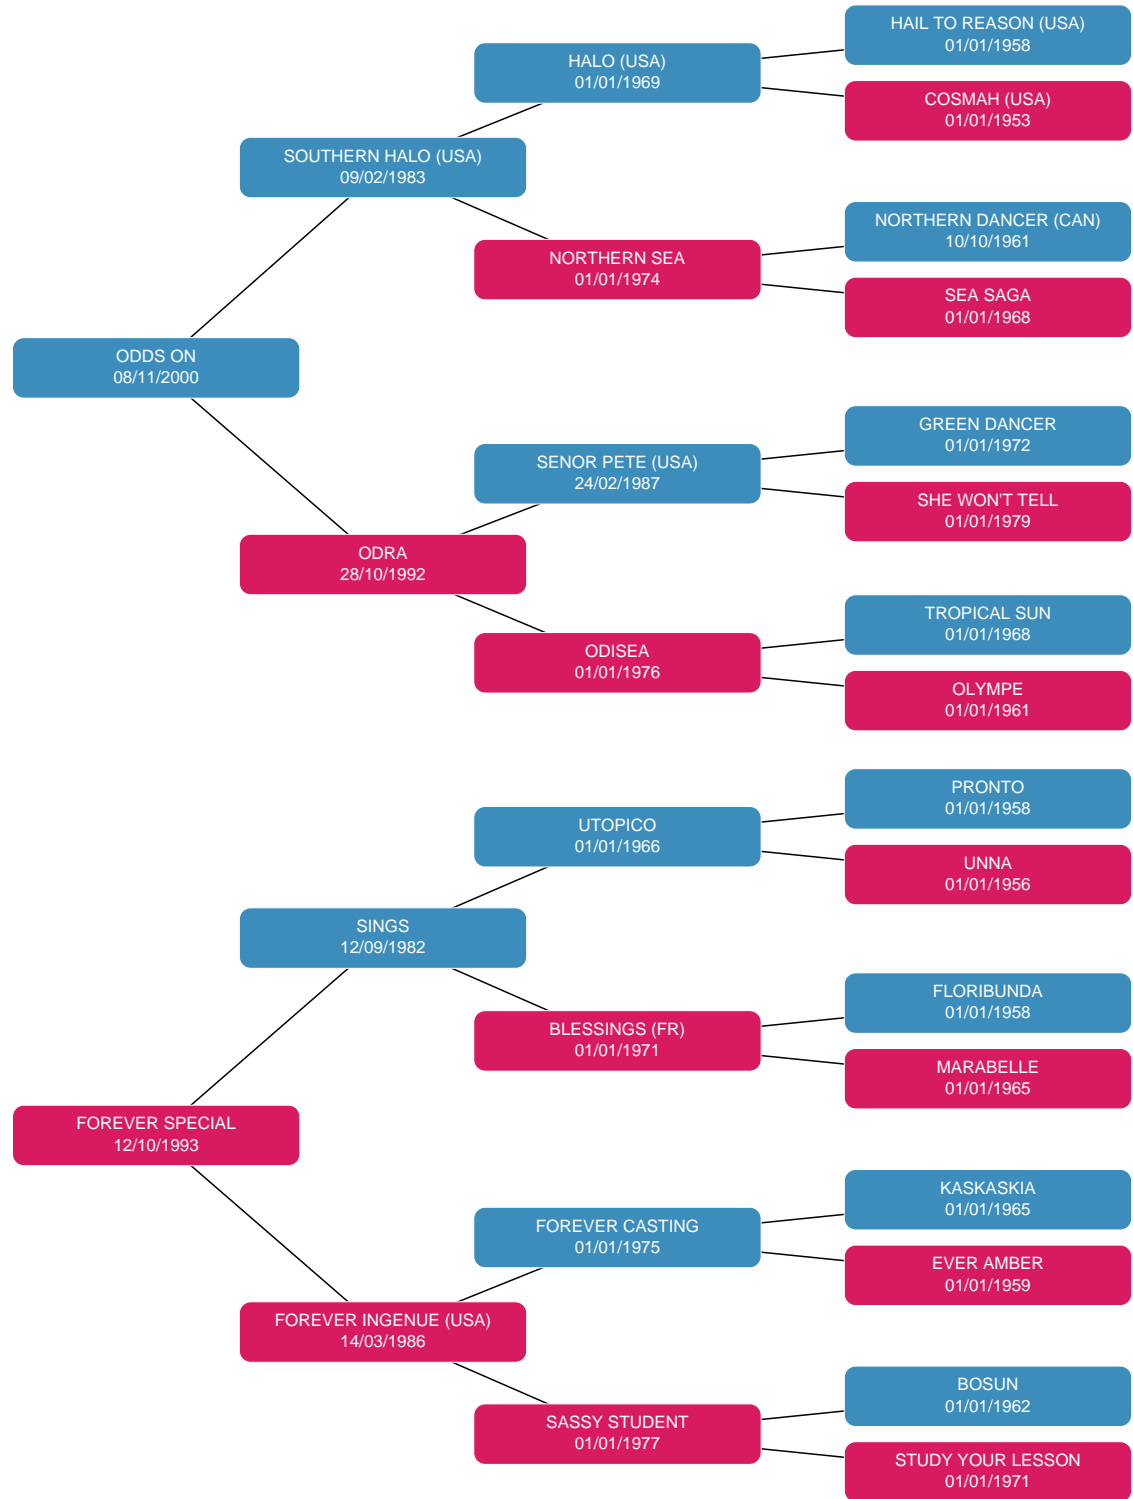 HAIL TO REASON (USA)
01/01/1958
HALO (USA)
01/01/1969
COSMAH (USA)
01/01/1953
SOUTHERN HALO (USA)
09/02/1983
NORTHERN DANCER (CAN)
10/10/1961
NORTHERN SEA
01/01/1974
SEA SAGA
01/01/1968
ODDS ON
08/11/2000
GREEN DANCER
01/01/1972
SENOR PETE (USA)
24/02/1987
SHE WON'T TELL
01/01/1979
ODRA
28/10/1992
TROPICAL SUN
01/01/1968
ODISEA
01/01/1976
OLYMPE
01/01/1961
PRONTO
01/01/1958
UTOPICO
01/01/1966
UNNA
01/01/1956
SINGS
12/09/1982
FLORIBUNDA
01/01/1958
BLESSINGS (FR)
01/01/1971
MARABELLE
01/01/1965
FOREVER SPECIAL
12/10/1993
KASKASKIA
01/01/1965
FOREVER CASTING
01/01/1975
EVER AMBER
01/01/1959
FOREVER INGENUE (USA)
14/03/1986
BOSUN
01/01/1962
SASSY STUDENT
01/01/1977
STUDY YOUR LESSON
01/01/1971